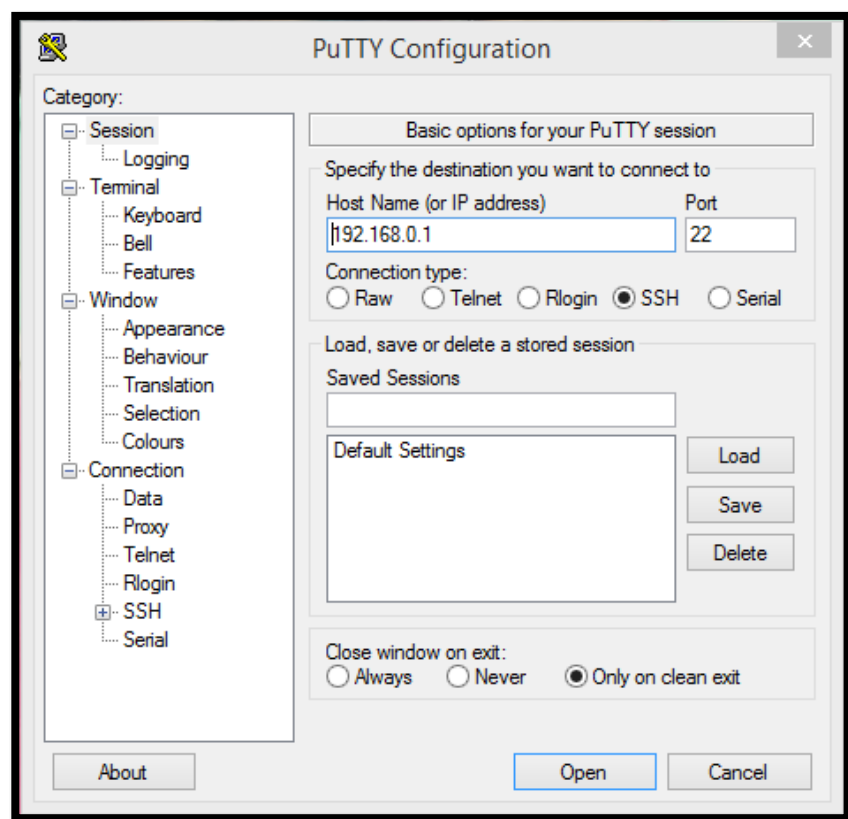 PuTTY Configuration
Category:
Session
Logging
Terminal
Keyboard
Bell
Features
Window
Appearance
Behaviour
Translation
Selection
Colours
Connection
Data
Proxy
Telnet
Rlogin
SSH
Serial
Basic options for your PuTTY session
Specify the destination you want to connect to
Host Name (or IP address) Port
192.168.0.1 22
Connection type:
Raw Telnet Rlogin SSH Serial
Load, save or delete a stored session
Saved Sessions
Default Settings
Load
Save
Delete
Close window on exit:
Always Never Only on clean exit
About Open Cancel